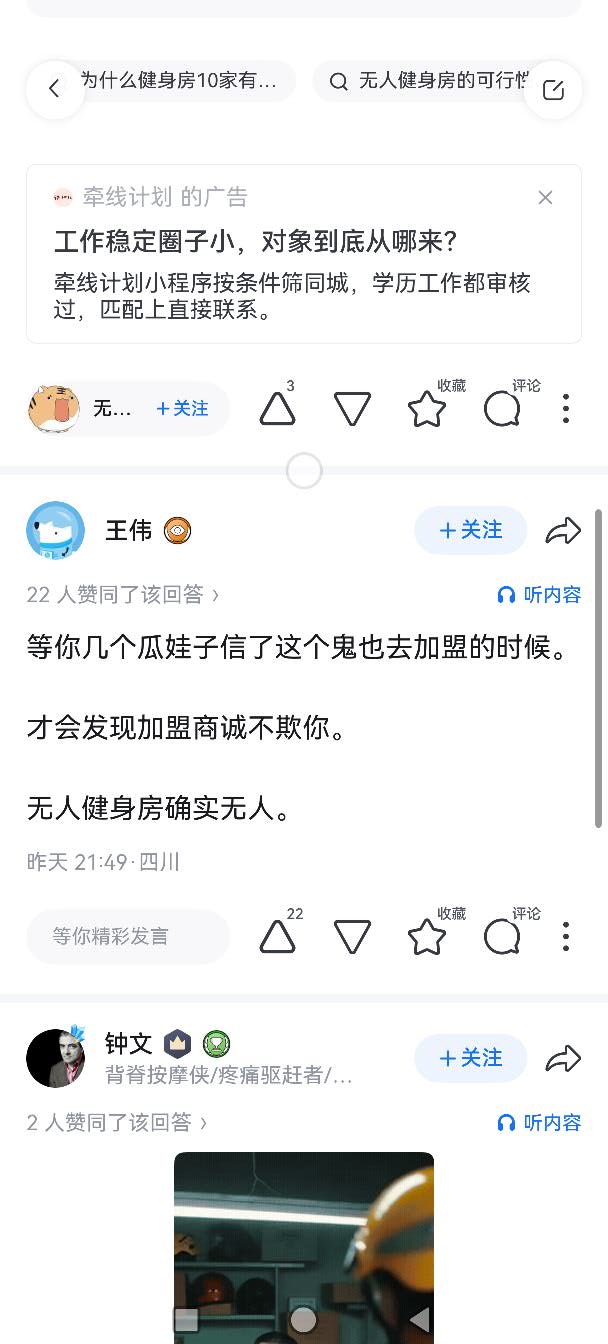 为什么健身房10家有...
无人健身房的可行性
牵线计划 的广告
工作稳定圈子小，对象到底从哪来？
牵线计划小程序按条件筛同城，学历工作都审核
过，匹配上直接联系。
无...
+关注
3
收藏
评论
王伟
+关注
22 人赞同了该回答 ›
听内容
等你几个瓜娃子信了这个鬼也去加盟的时候。
才会发现加盟商诚不欺你。
无人健身房确实无人。
昨天 21:49·四川
等你精彩发言
22
收藏
评论
钟文
背脊按摩侠/疼痛驱赶者/...
+关注
2 人赞同了该回答 ›
听内容